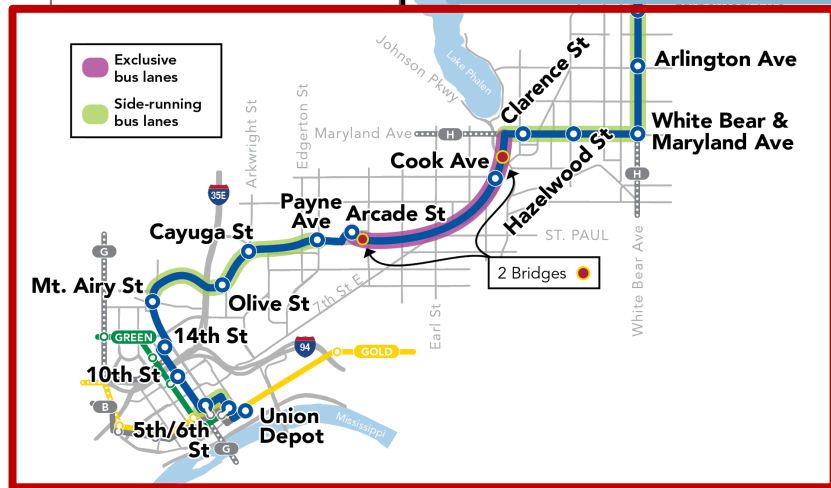 Exclusive
bus lanes
Side-running
bus lanes
Johnson Pkwy
Lake Phalen
Clarence St
Arlington Ave
White Bear &
Maryland Ave
Maryland Ave
H
Cook Ave
Hazelwood St
H
Arkwright St
Edgerton St
35E
Payne
Ave
Arcade St
Cayuga St
ST. PAUL
G
2 Bridges
Mt. Airy St
Olive St
7th St E
Earl St
White Bear Ave
GREEN
14th St
94
GOLD
10th St
B
5th/6th
St
Union
Depot
Mississippi
G